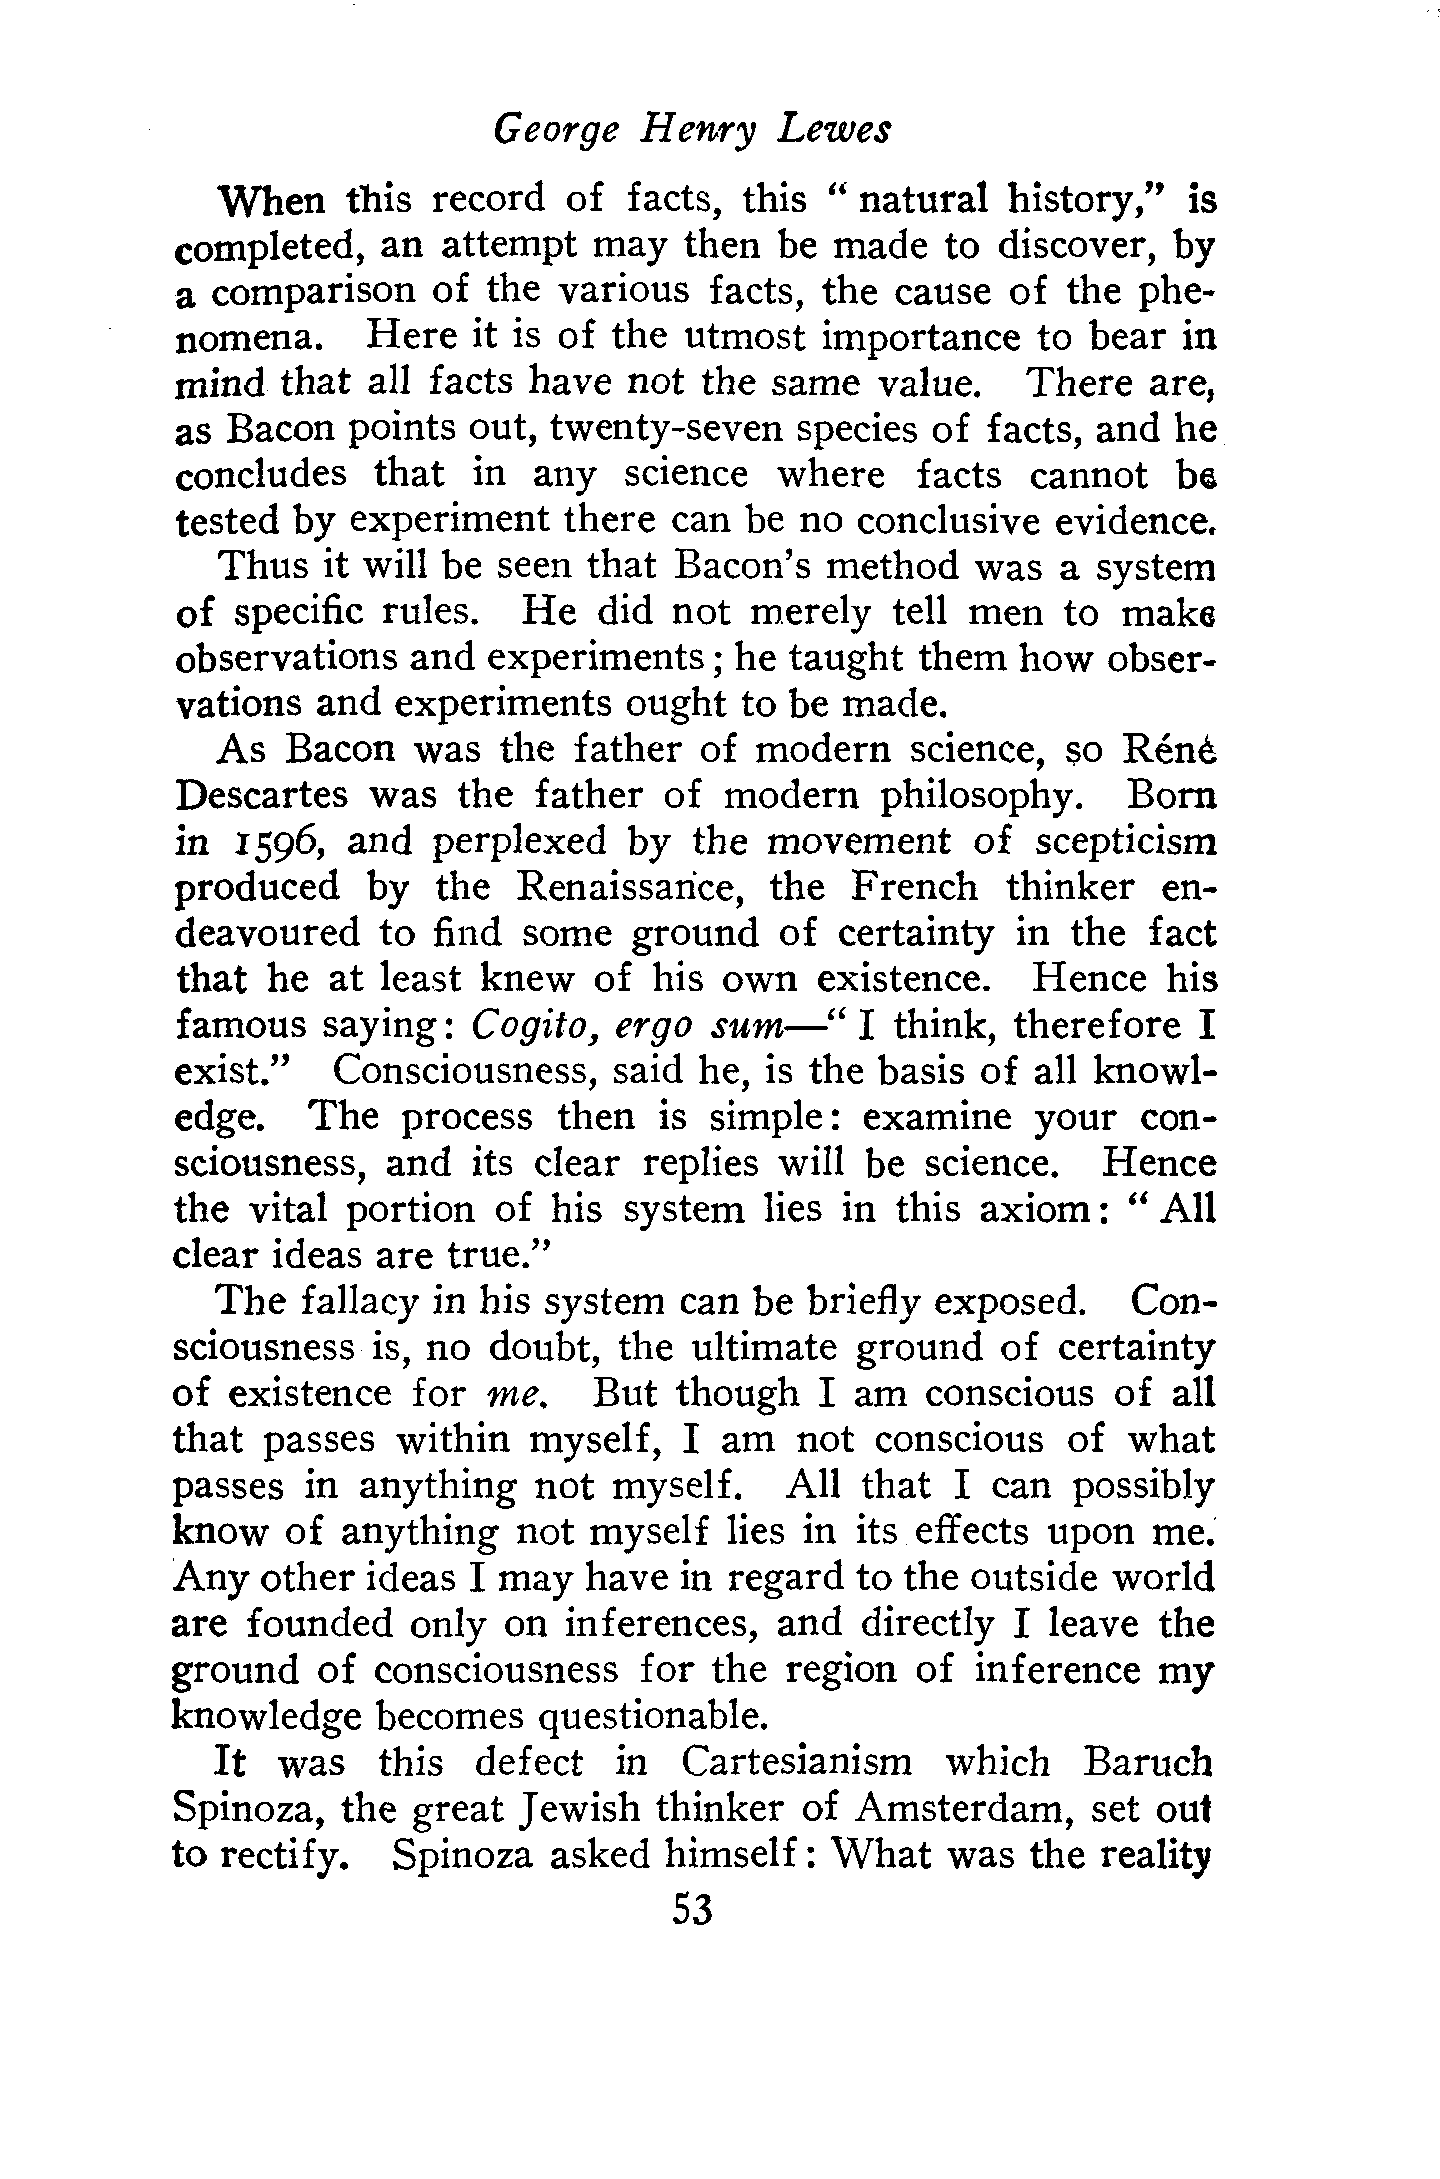 George Henry Lewes
When this record of facts, this “ natural history,” is
completed, an attempt may then be made to discover, by
a comparison of the various facts, the cause of the phe-
nomena. Here it is of the utmost importance to bear in
mind that all facts have not the same value. There are,
as Bacon points out, twenty-seven species of facts, and he
concludes that in any science where facts cannot be
tested by experiment there can be no conclusive evidence.
Thus it will be seen that Bacon’s method was a system
of specific rules. He did not merely tell men to make
observations and experiments ; he taught them how obser-
vations and experiments ought to be made.
As Bacon was the father of modern science, so Réné
Descartes was the father of modern philosophy. Born
in 1596, and perplexed by the movement of scepticism
produced by the Renaissance, the French thinker en-
deavoured to find some ground of certainty in the fact
that he at least knew of his own existence. Hence his
famous saying: Cogito, ergo sum—“ I think, therefore I
exist.” Consciousness, said he, is the basis of all knowl-
edge. The process then is simple: examine your con-
sciousness, and its clear replies will be science. Hence
the vital portion of his system lies in this axiom: “ All
clear ideas are true.”
The fallacy in his system can be briefly exposed. Con-
sciousness is, no doubt, the ultimate ground of certainty
of existence for me. But though I am conscious of all
that passes within myself, I am not conscious of what
passes in anything not myself. All that I can possibly
know of anything not myself lies in its effects upon me.
Any other ideas I may have in regard to the outside world
are founded only on inferences, and directly I leave the
ground of consciousness for the region of inference my
knowledge becomes questionable.
It was this defect in Cartesianism which Baruch
Spinoza, the great Jewish thinker of Amsterdam, set out
to rectify. Spinoza asked himself : What was the reality
53